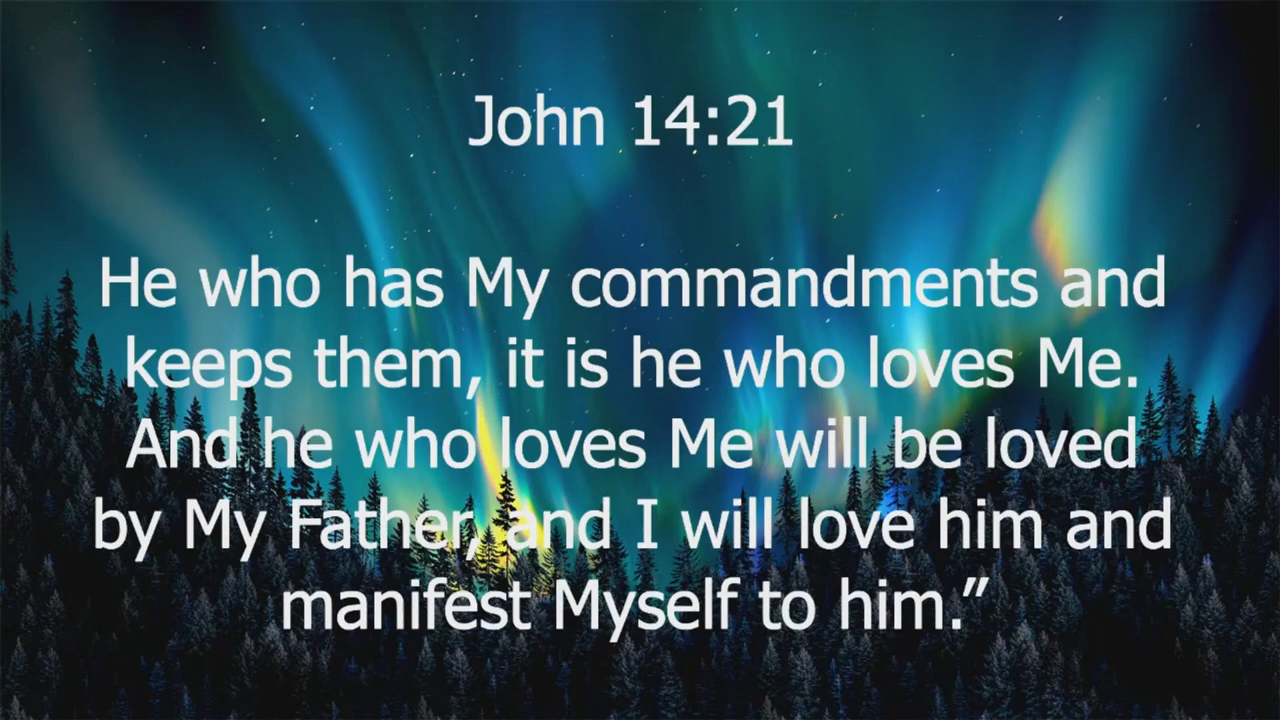 John 14:21
He who has My commandments and
keeps them, it is he who loves Me.
And he who loves Me will be loved
by My Father, and I will love him and
manifest Myself to him.”